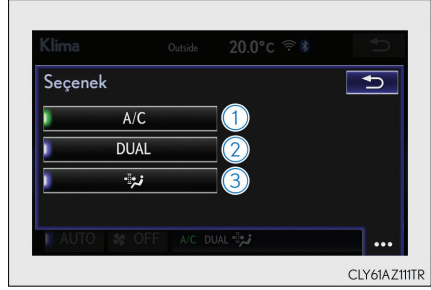 Klima Outside 20.0°c
Seçenek
A/C 1
DUAL 2
3
AUTO OFF A/C DUAL
CLY61AZ111TR